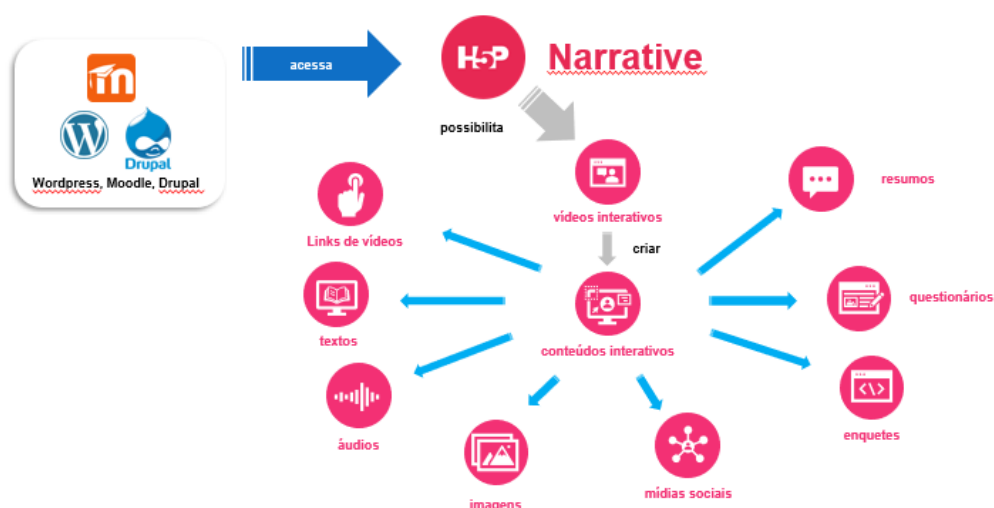 acessa
H5P
Narrative
possibilita
Drupal
Wordpress, Moodle, Drupal
vídeos interativos
criar
resumos
Links de vídeos
questionários
textos
conteúdos interativos
áudios
enquetes
mídias sociais
imagens